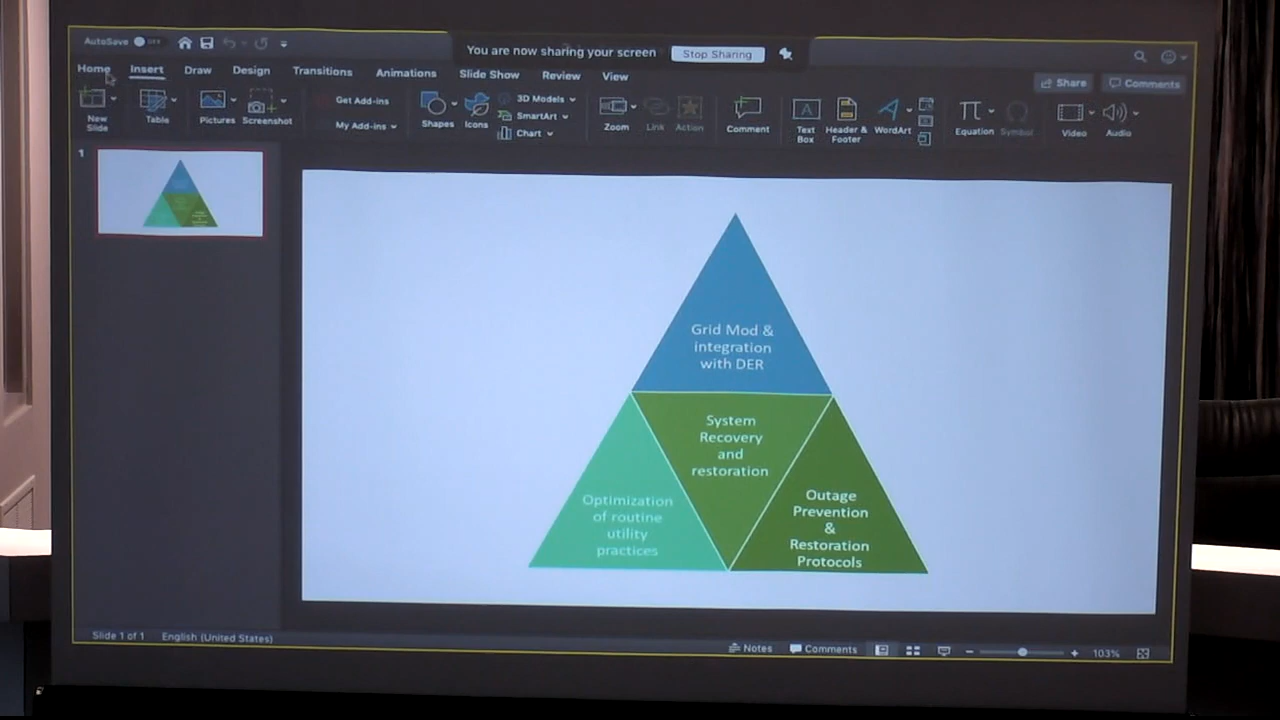 AutoSave OFF
You are now sharing your screen
Stop Sharing
Home Insert Draw Design Transitions Animations Slide Show Review View
Share Comments
New
Slide
Table
Pictures
Screenshot
Get Add-ins
My Add-ins
Shapes
Icons
3D Models
SmartArt
Chart
Zoom
Link
Action
Comment
Text
Box
Header &
Footer
WordArt
Equation
Symbol
Video
Audio
1
Grid Mod &
integration
with DER
System
Recovery
and
restoration
Optimization
of routine
utility
practices
Outage
Prevention
&
Restoration
Protocols
Slide 1 of 1 English (United States)
Notes Comments 103%